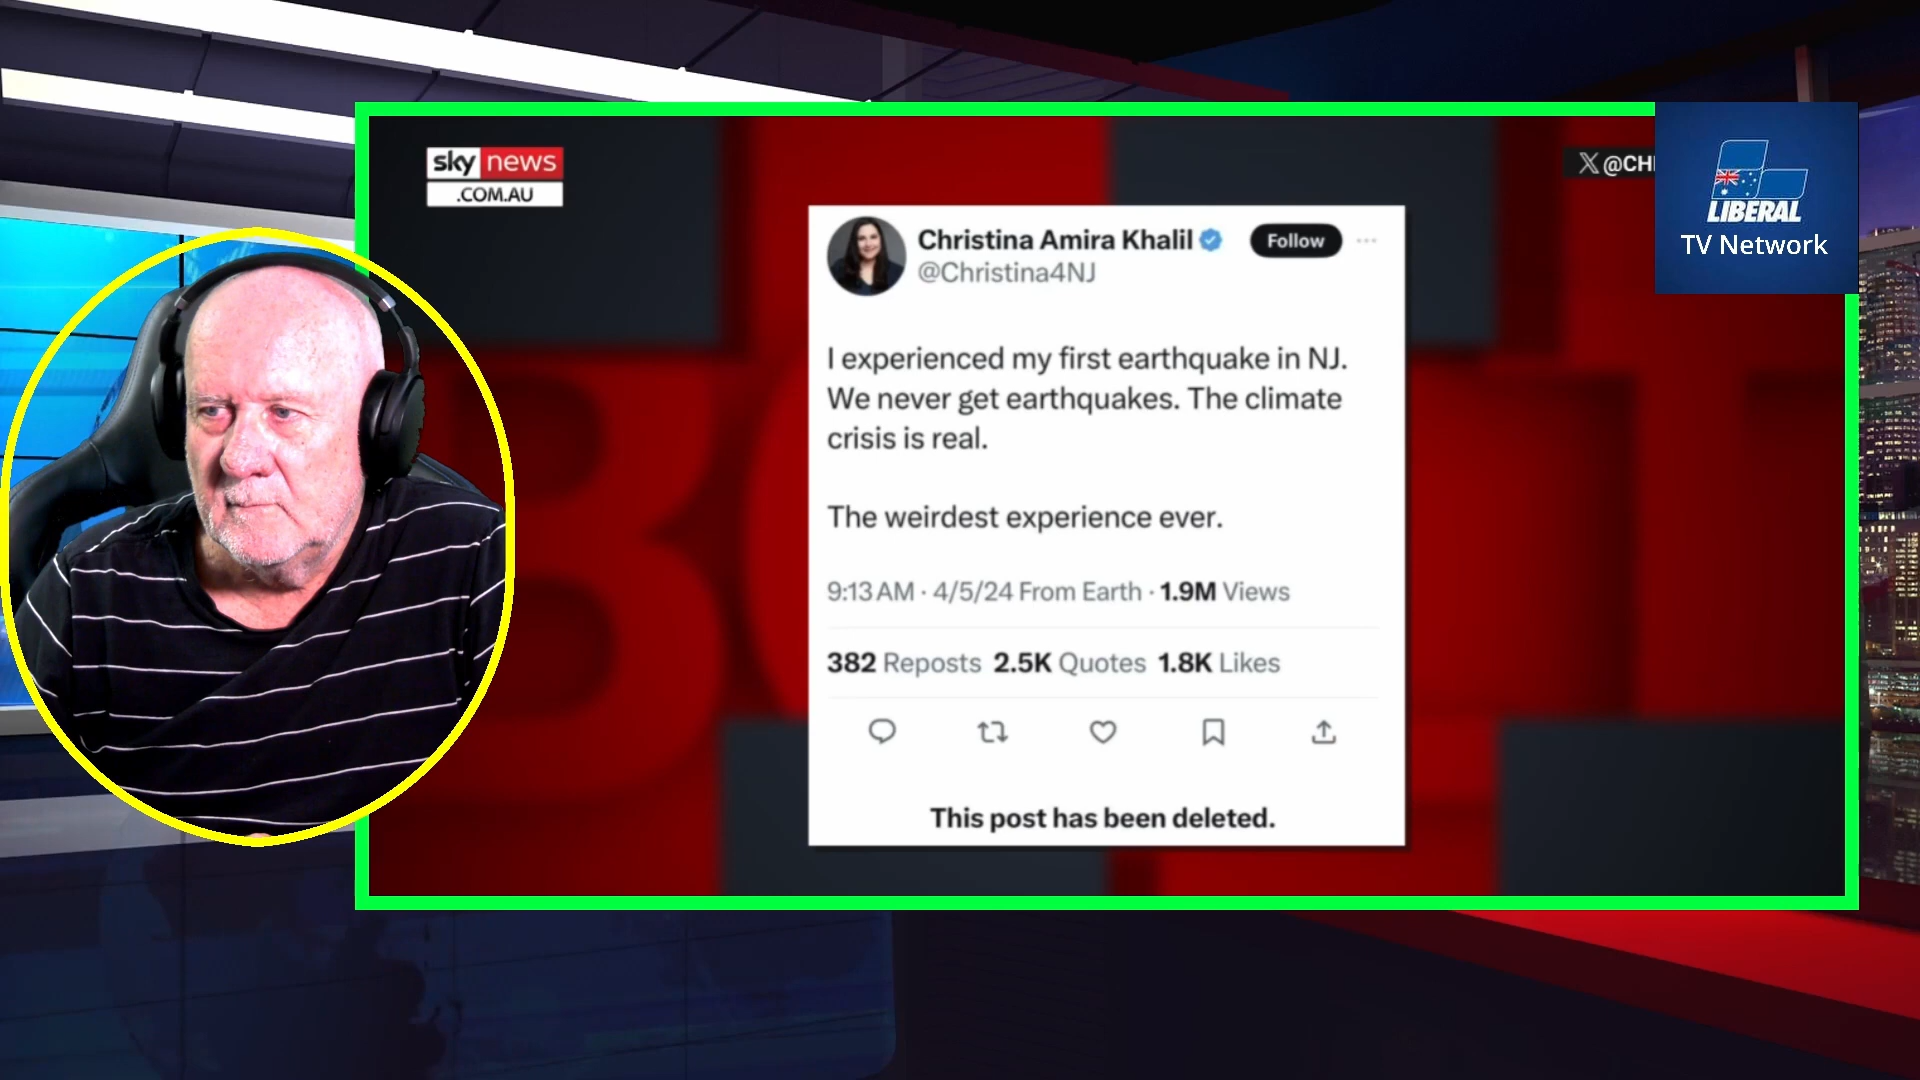 sky news
.COM.AU
X @CH
LIBERAL
TV Network
Christina Amira Khalil
Follow
@Christina4NJ
I experienced my first earthquake in NJ.
We never get earthquakes. The climate
crisis is real.
The weirdest experience ever.
9:13 AM · 4/5/24 From Earth · 1.9M Views
382 Reposts 2.5K Quotes 1.8K Likes
This post has been deleted.